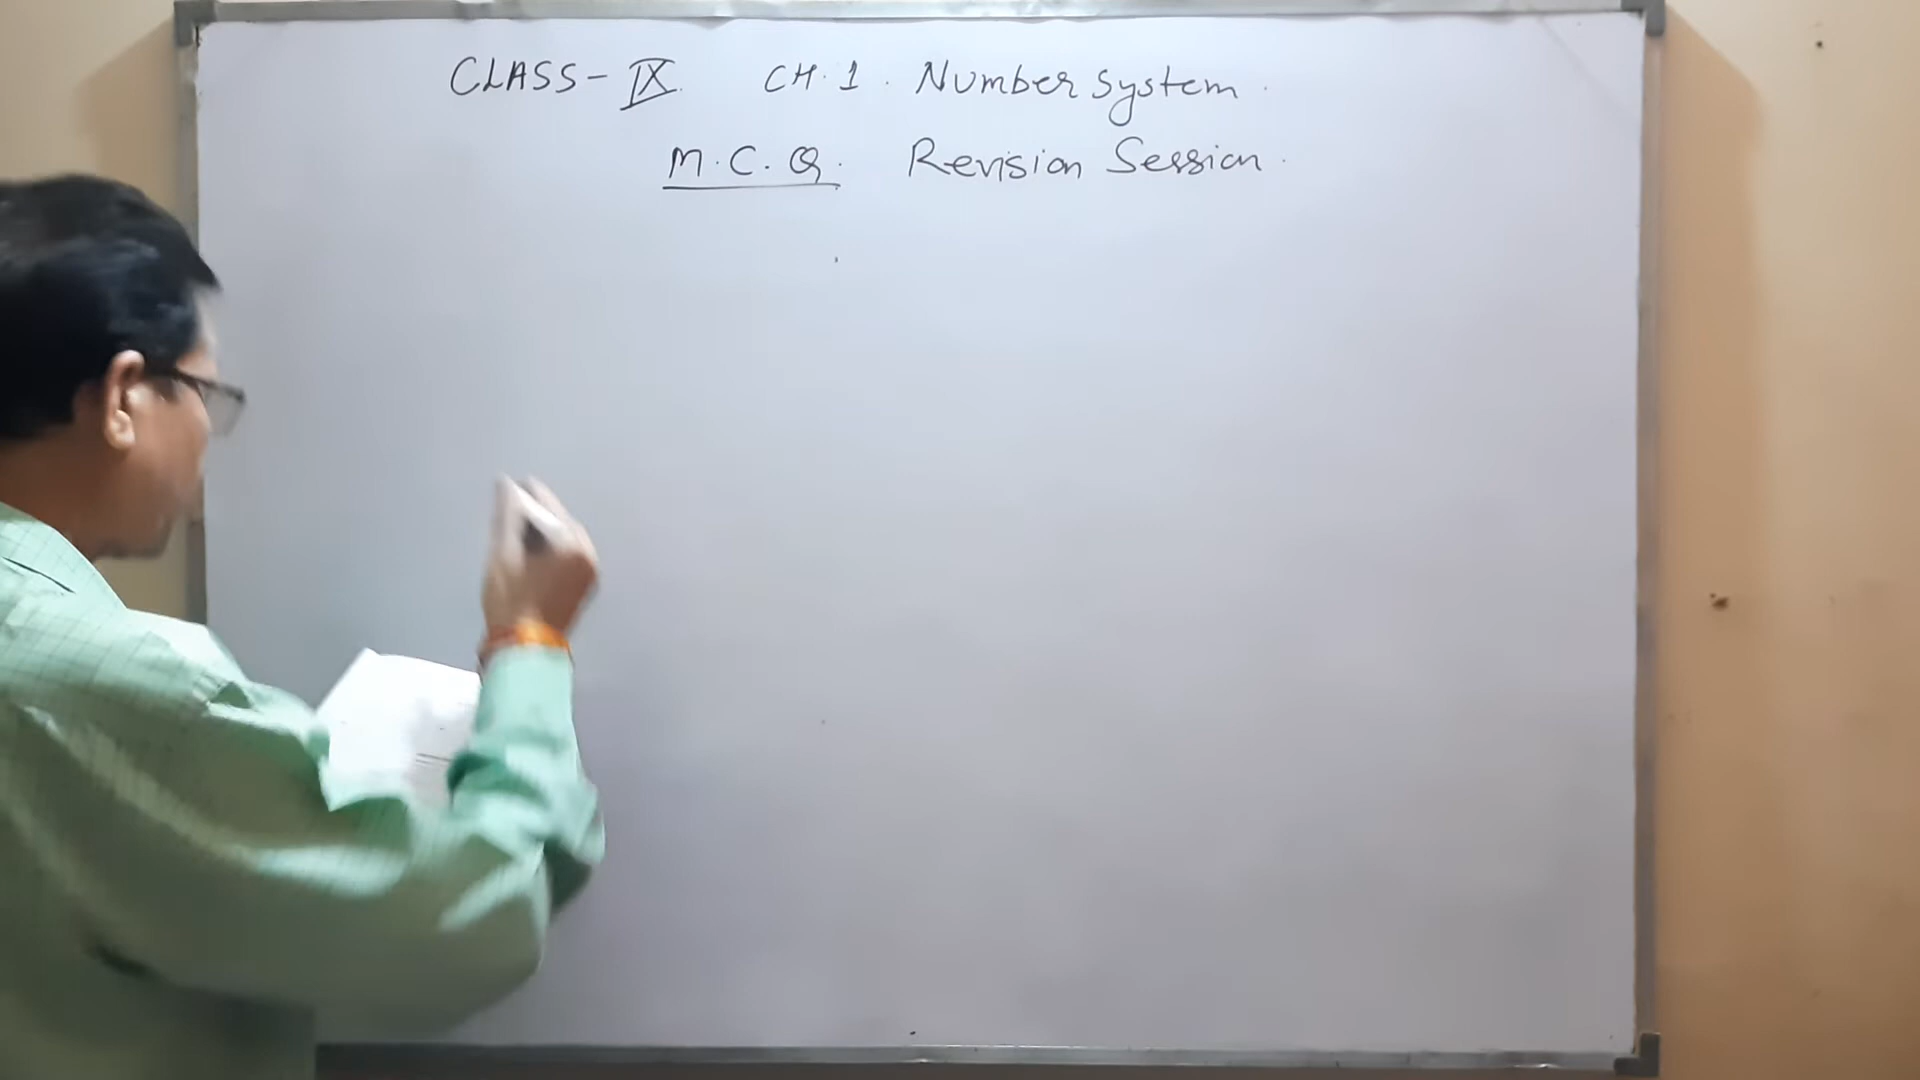 CLASS - IX. CH. 1. Number System.
M.C.Q. Revision Session.